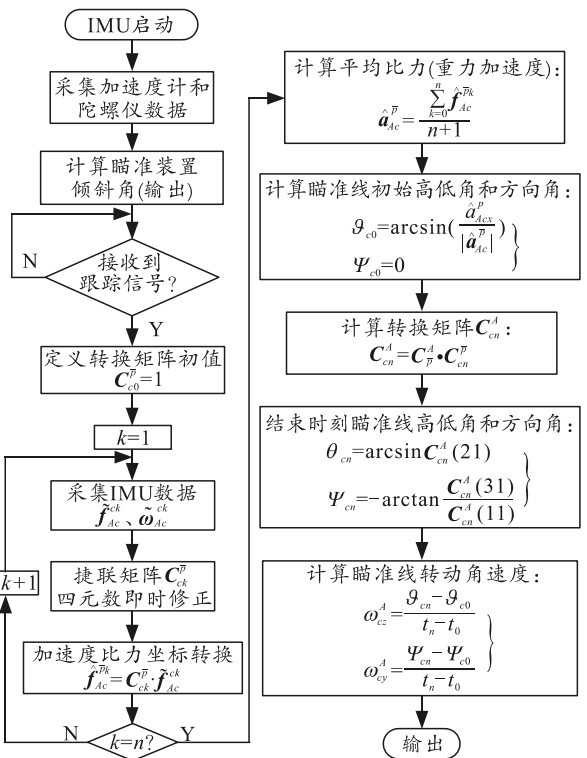 IMU启动
采集加速度计和
陀螺仪数据
计算瞄准装置
倾斜角(输出)
N
接收到
跟踪信号?
Y
定义转换矩阵初值
C_{c0}^{p̅}=1
k=1
采集IMU数据
f̃_{Ac}^{ck}、ω̃_{Ac}^{ck}
k+1
捷联矩阵C_{ck}^{p̅}
四元数即时修正
加速度比力坐标转换
f̂_{Ac}^{p̅k}=C_{ck}^{p̅}·f̃_{Ac}^{ck}
N
k=n?
Y
计算平均比力(重力加速度):
â_{Ac}^{p̅}=\frac{\sum_{k=0}^{n} f̂_{Ac}^{p̅k}}{n+1}
计算瞄准线初始高低角和方向角:
ϑ_{c0}=arcsin(\frac{â_{Acx}^{p}}{|â_{Ac}^{p̅}|})
Ψ_{c0}=0
}
计算转换矩阵C_{cn}^{A}:
C_{cn}^{A}=C_{p̅}^{A}•C_{cn}^{p̅}
结束时刻瞄准线高低角和方向角:
θ_{cn}=arcsinC_{cn}^{A}(21)
Ψ_{cn}=-arctan\frac{C_{cn}^{A}(31)}{C_{cn}^{A}(11)}
}
计算瞄准线转动角速度:
ω_{cz}^{A}=\frac{ϑ_{cn}-ϑ_{c0}}{t_n-t_0}
ω_{cy}^{A}=\frac{Ψ_{cn}-Ψ_{c0}}{t_n-t_0}
}
输出